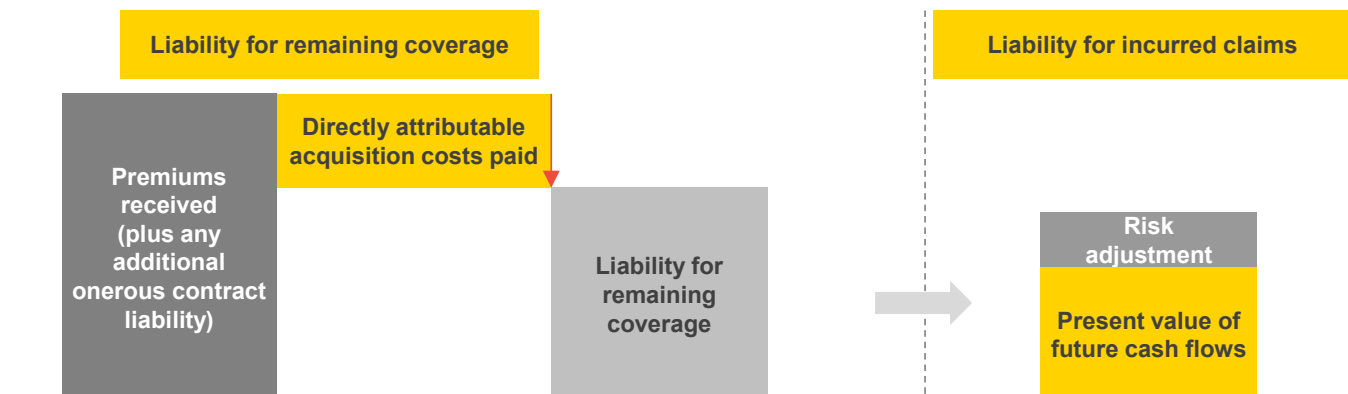 Liability for remaining coverage
Liability for incurred claims
Premiums
received
(plus any
additional
onerous contract
liability)
Directly attributable
acquisition costs paid
Liability for
remaining
coverage
Risk
adjustment
Present value of
future cash flows